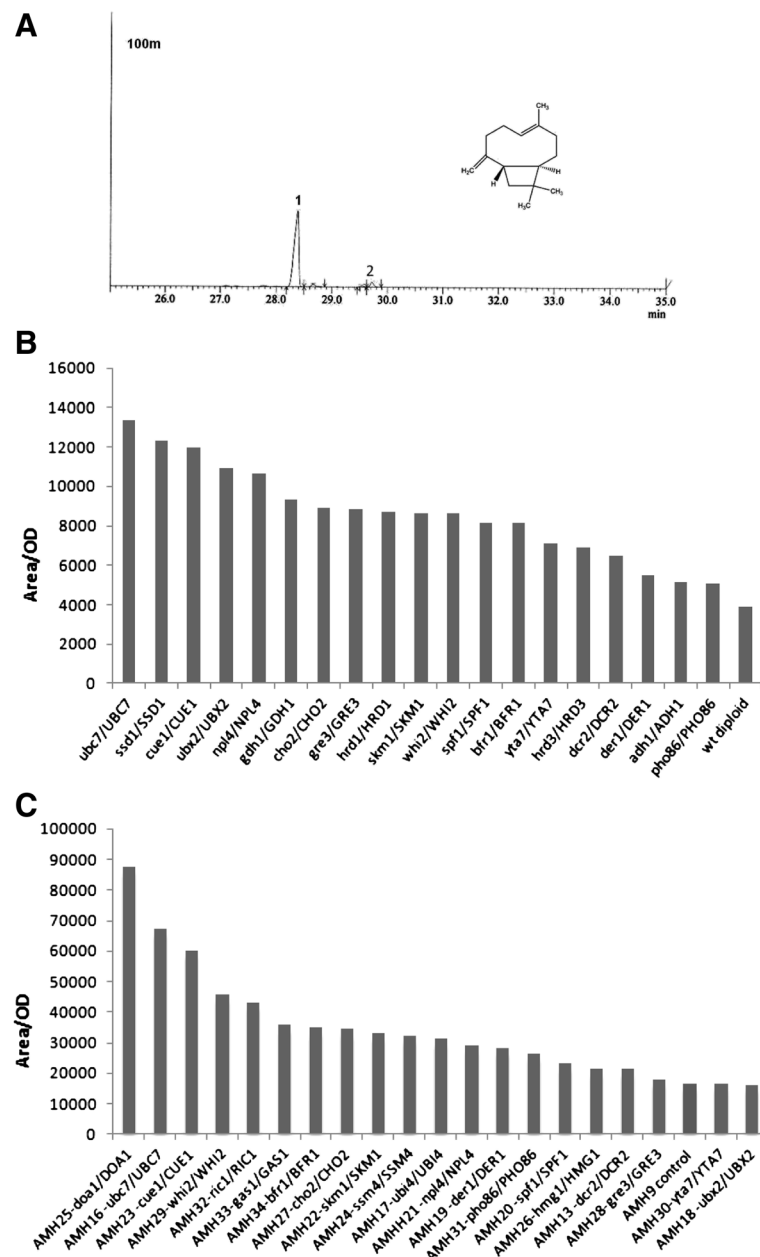 A
100m
CH₃
CH₂
H
H
CH₃
H₃C
1
2
26.0 27.0 28.0 29.0 30.0 31.0 32.0 33.0 34.0 35.0
min
B
16000
14000
12000
10000
8000
6000
4000
2000
0
Area/OD
ubc7/UBC7
ssd1/SSD1
cue1/CUE1
ubx2/UBX2
npl4/NPL4
gdh1/GDH1
cho2/CHO2
gre3/GRE3
hrd1/HRD1
skm1/SKM1
whi2/WHI2
spf1/SPF1
bfr1/BFR1
yta7/YTA7
hrd3/HRD3
dcr2/DCR2
der1/DER1
adh1/ADH1
pho86/PHO86
wt diploid
C
100000
90000
80000
70000
60000
50000
40000
30000
20000
10000
0
Area/OD
AMH25-doa1/DOA1
AMH16 -ubc7/UBC7
AMH23 -cue1/CUE1
AMH29-whi2/WHI2
AMH32-ric1/RIC1
AMH33-gas1/GAS1
AMH34-bfr1/BFR1
AMH27-cho2/CHO2
AMH22-skm1/SKM1
AMH24-ssm4/SSM4
AMH17-ubi4/UBI4
AMHH21 -npl4/NPL4
AMH19 -der1/DER1
AMH31-pho86/PHO86
AMH20 -spf1/SPF1
AMH26-hmg1/HMG1
AMH13 -dcr2/DCR2
AMH28-gre3/GRE3
AMH9 control
AMH30-yta7/YTA7
AMH18 -ubx2/UBX2